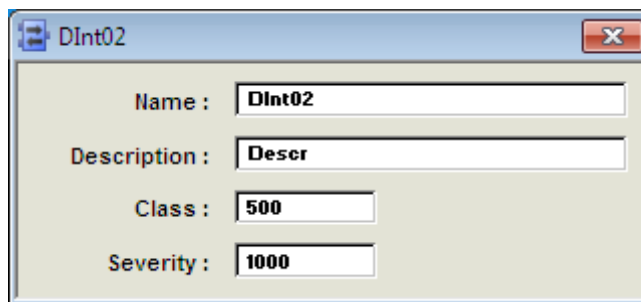 DInt02
Name : DInt02
Description : Descr
Class : 500
Severity : 1000